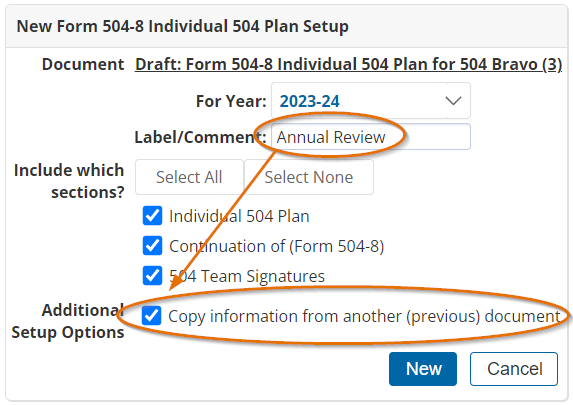 New Form 504-8 Individual 504 Plan Setup
Document Draft: Form 504-8 Individual 504 Plan for 504 Bravo (3)
For Year: 2023-24
Label/Comment: Annual Review
Include which sections? Select All Select None
Individual 504 Plan
Continuation of (Form 504-8)
504 Team Signatures
Additional Setup Options Copy information from another (previous) document
New Cancel